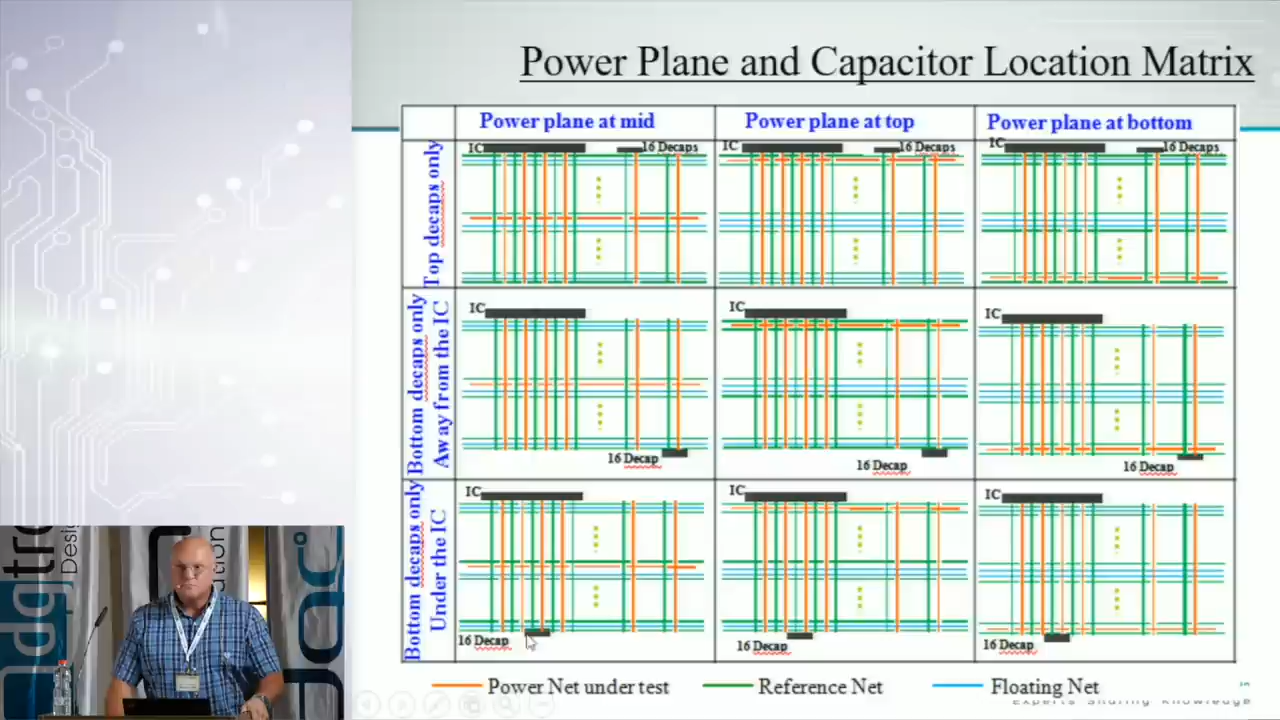 Power Plane and Capacitor Location Matrix
Power plane at mid
Power plane at top
Power plane at bottom
Top decaps only
IC
16 Decaps
IC
16 Decaps
IC
16 Decaps
Bottom decaps only
Away from the IC
IC
16 Decap
IC
16 Decap
IC
16 Decap
Bottom decaps only
Under the IC
IC
16 Decap
IC
16 Decap
IC
16 Decap
Power Net under test
Reference Net
Floating Net
Experts Sharing Knowledge